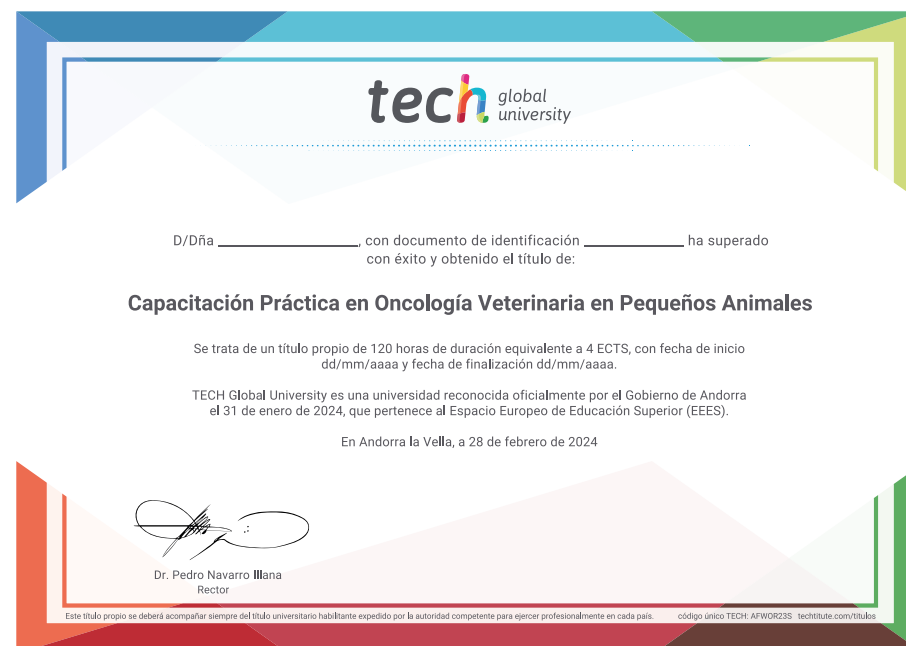 tech global university
D/Dña ____________________, con documento de identificación ______________ ha superado
con éxito y obtenido el título de:
Capacitación Práctica en Oncología Veterinaria en Pequeños Animales
Se trata de un título propio de 120 horas de duración equivalente a 4 ECTS, con fecha de inicio
dd/mm/aaaa y fecha de finalización dd/mm/aaaa.
TECH Global University es una universidad reconocida oficialmente por el Gobierno de Andorra
el 31 de enero de 2024, que pertenece al Espacio Europeo de Educación Superior (EEES).
En Andorra la Vella, a 28 de febrero de 2024
Dr. Pedro Navarro Illana
Rector
Este título propio se deberá acompañar siempre del título universitario habilitante expedido por la autoridad competente para ejercer profesionalmente en cada país. código único TECH: AFWOR23S techtitute.com/titulos